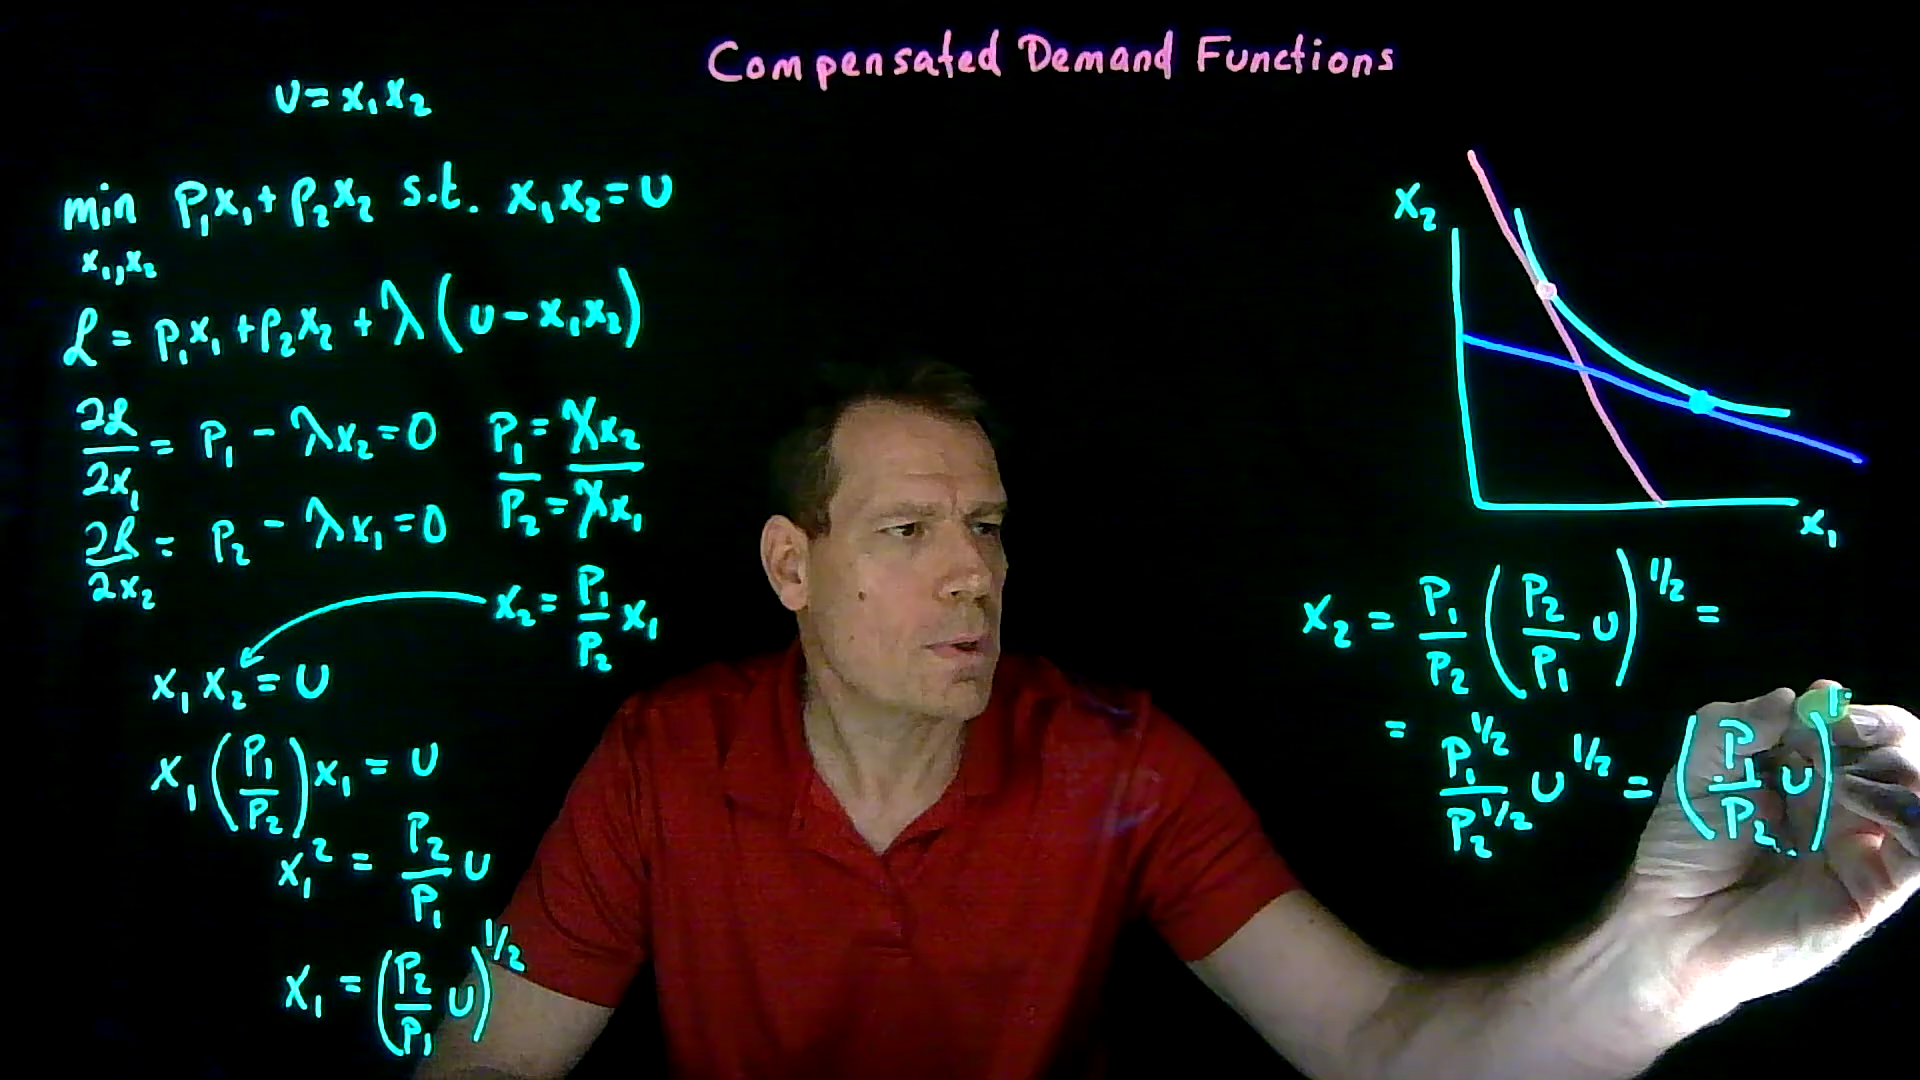 Compensated Demand Functions
U = x₁x₂
min P₁x₁ + P₂x₂ s.t. x₁x₂ = U
x₁,x₂
ℒ = P₁x₁ + P₂x₂ + λ(U - x₁x₂)
∂ℒ/∂x₁ = P₁ - λx₂ = 0
∂ℒ/∂x₂ = P₂ - λx₁ = 0
P₁/P₂ = λx₂/λx₁
x₂ = P₁/P₂ x₁
x₁x₂ = U
x₁(P₁/P₂)x₁ = U
x₁² = P₂/P₁ U
x₁ = (P₂/P₁ U)^1/2
x₂
x₁
x₂ = P₁/P₂ (P₂/P₁ U)^1/2 =
= P₁^1/2/P₂^1/2 U^1/2 = (P₁/P₂ U)^1